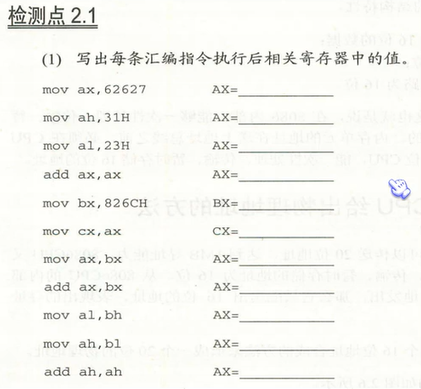 检测点 2.1
(1) 写出每条汇编指令执行后相关寄存器中的值。
mov ax,62627 AX=
mov ah,31H AX=
mov al,23H AX=
add ax,ax AX=
mov bx,826CH BX=
mov cx,ax CX=
mov ax,bx AX=
add ax,bx AX=
mov al,bh AX=
mov ah,bl AX=
add ah,ah AX=